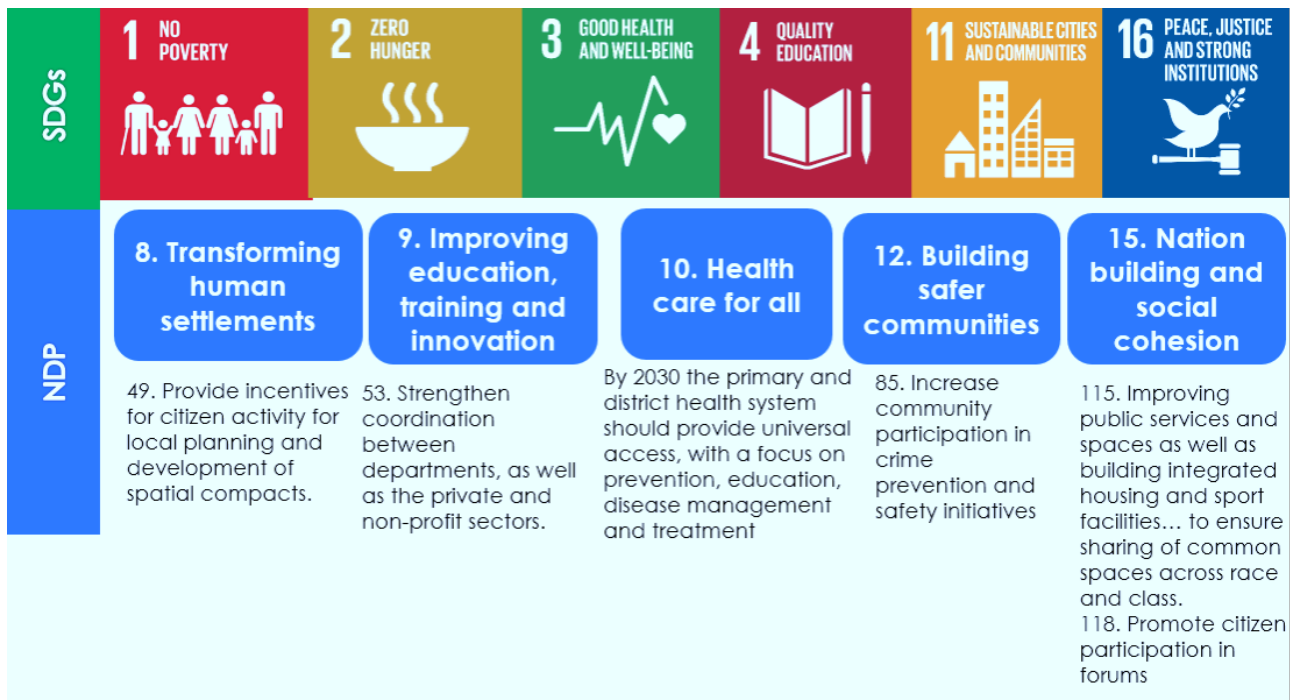 SDGs
1 NO
POVERTY
2 ZERO
HUNGER
3 GOOD HEALTH
AND WELL-BEING
4 QUALITY
EDUCATION
11 SUSTAINABLE CITIES
AND COMMUNITIES
16 PEACE, JUSTICE
AND STRONG
INSTITUTIONS
NDP
8. Transforming
human
settlements
49. Provide incentives
for citizen activity for
local planning and
development of
spatial compacts.
9. Improving
education,
training and
innovation
53. Strengthen
coordination
between
departments, as well
as the private and
non-profit sectors.
10. Health
care for all
By 2030 the primary and
district health system
should provide universal
access, with a focus on
prevention, education,
disease management
and treatment
12. Building
safer
communities
85. Increase
community
participation in
crime
prevention and
safety initiatives
15. Nation
building and
social
cohesion
115. Improving
public services and
spaces as well as
building integrated
housing and sport
facilities… to ensure
sharing of common
spaces across race
and class.
118. Promote citizen
participation in
forums